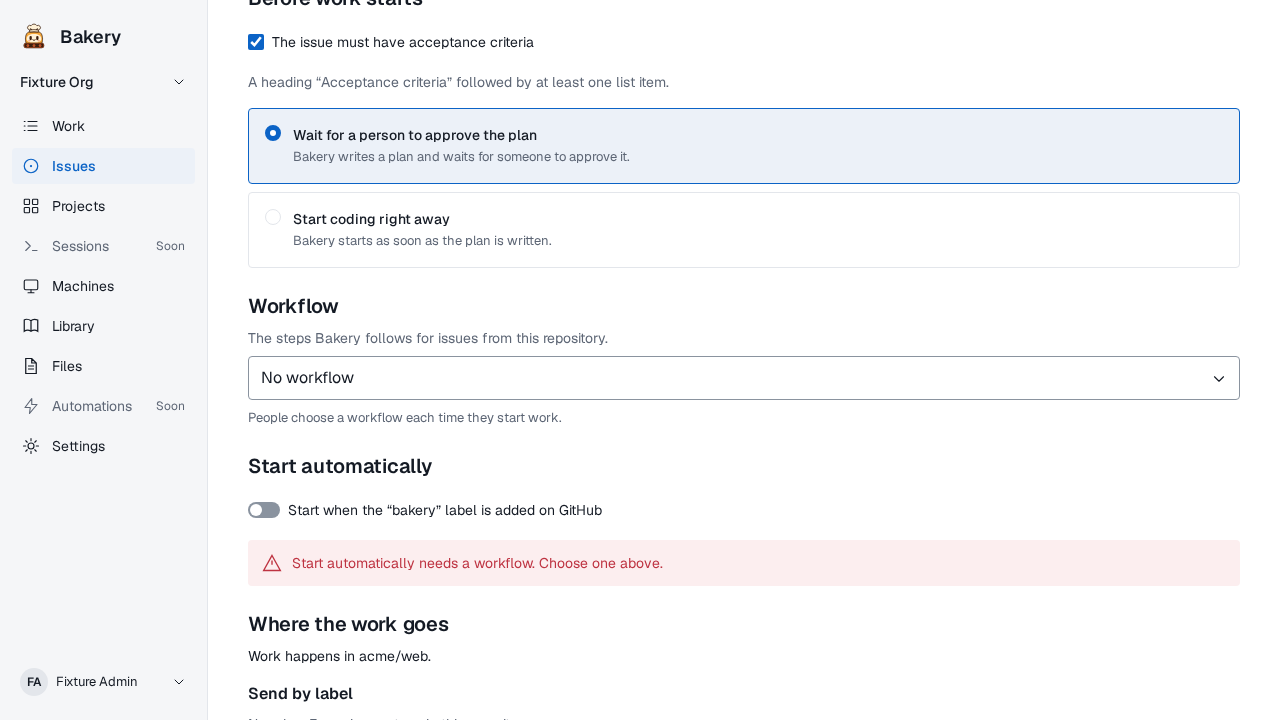 Bakery
Fixture Org
Work
Issues
Projects
Sessions Soon
Machines
Library
Files
Automations Soon
Settings
FA Fixture Admin
Before work starts
The issue must have acceptance criteria
A heading “Acceptance criteria” followed by at least one list item.
Wait for a person to approve the plan
Bakery writes a plan and waits for someone to approve it.
Start coding right away
Bakery starts as soon as the plan is written.
Workflow
The steps Bakery follows for issues from this repository.
No workflow
People choose a workflow each time they start work.
Start automatically
Start when the “bakery” label is added on GitHub
Start automatically needs a workflow. Choose one above.
Where the work goes
Work happens in acme/web.
Send by label